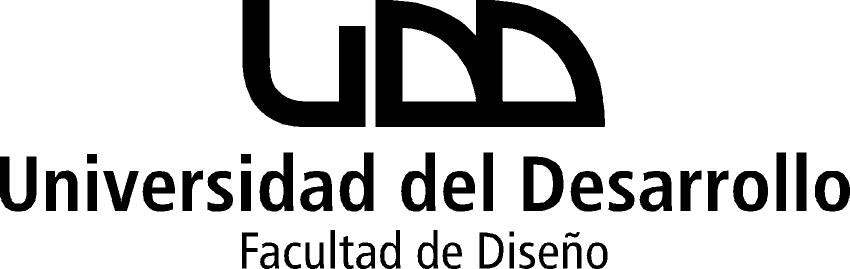 UDD
Universidad del Desarrollo
Facultad de Diseño